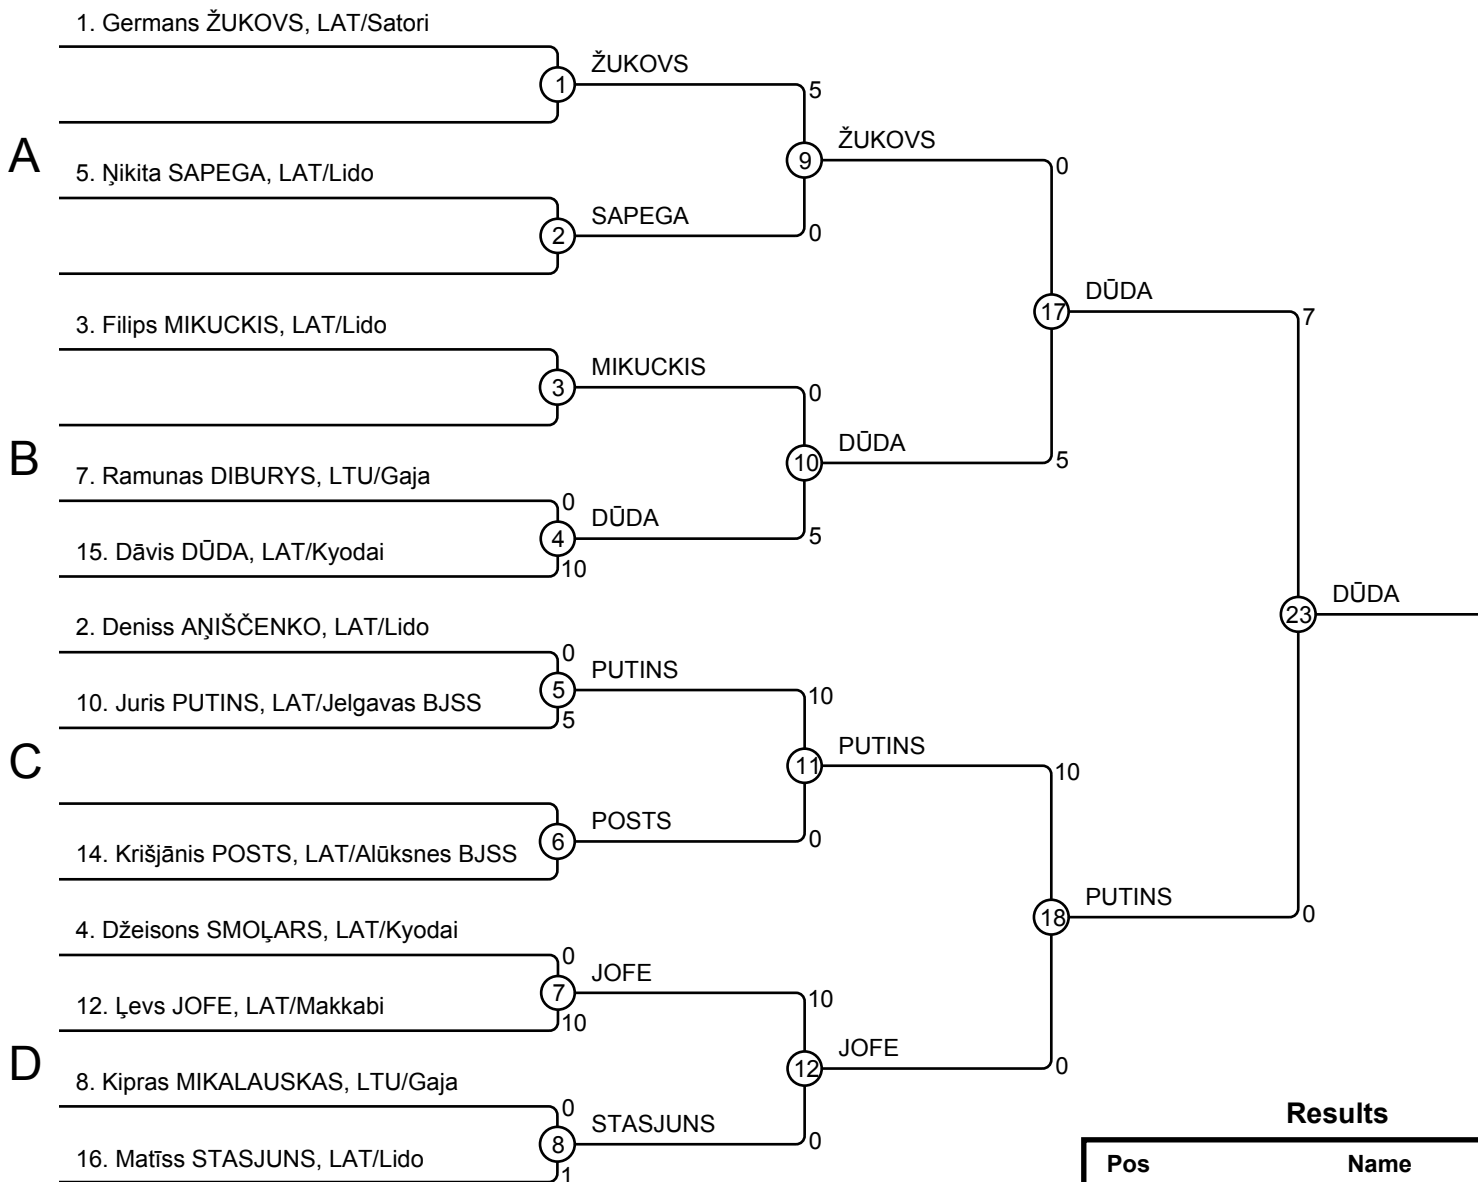 1. Germans ŽUKOVS, LAT/Satori
ŽUKOVS
1
5
A
ŽUKOVS
9
0
5. Ņikita SAPEGA, LAT/Lido
SAPEGA
2
0
DŪDA
17
7
3. Filips MIKUCKIS, LAT/Lido
MIKUCKIS
3
0
B
DŪDA
10
5
7. Ramunas DIBURYS, LTU/Gaja
0
DŪDA
4
5
15. Dāvis DŪDA, LAT/Kyodai
10
DŪDA
23
2. Deniss AŅIŠČENKO, LAT/Lido
0
PUTINS
5
10
10. Juris PUTINS, LAT/Jelgavas BJSS
5
C
PUTINS
11
10
POSTS
6
0
14. Krišjānis POSTS, LAT/Alūksnes BJSS
PUTINS
18
0
4. Džeisons SMOĻARS, LAT/Kyodai
0
JOFE
7
10
12. Ļevs JOFE, LAT/Makkabi
10
D
JOFE
12
0
8. Kipras MIKALAUSKAS, LTU/Gaja
0
STASJUNS
8
0
16. Matīss STASJUNS, LAT/Lido
1
Results
Pos Name